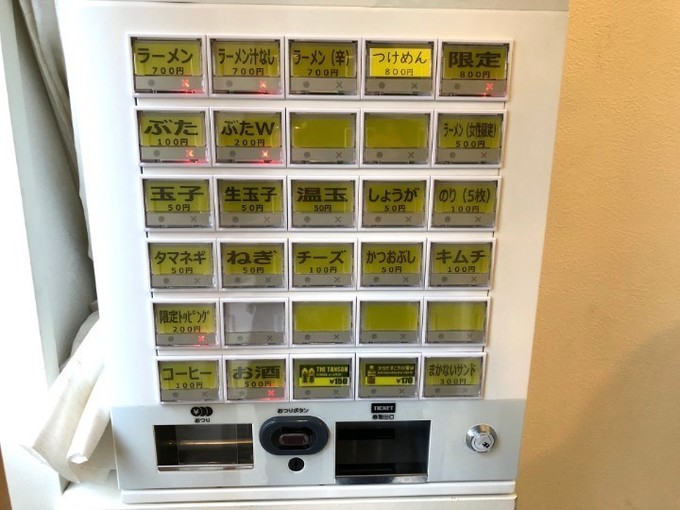 ラーメン
700円
ラーメン汁なし
700円
ラーメン(辛)
700円
つけめん
800円
限定
800円
ぶた
100円
ぶたW
200円
ラーメン(女性限定)
500円
玉子
50円
生玉子
50円
温玉
50円
しょうが
50円
のり(5枚)
100円
タマネギ
50円
ねぎ
50円
チーズ
100円
かつおぶし
50円
キムチ
100円
限定トッピング
200円
コーヒー
100円
お酒
500円
THE TANSAN
¥150
¥170
まかないサンド
300円
おつり
おつりボタン
TICKET
券取出口